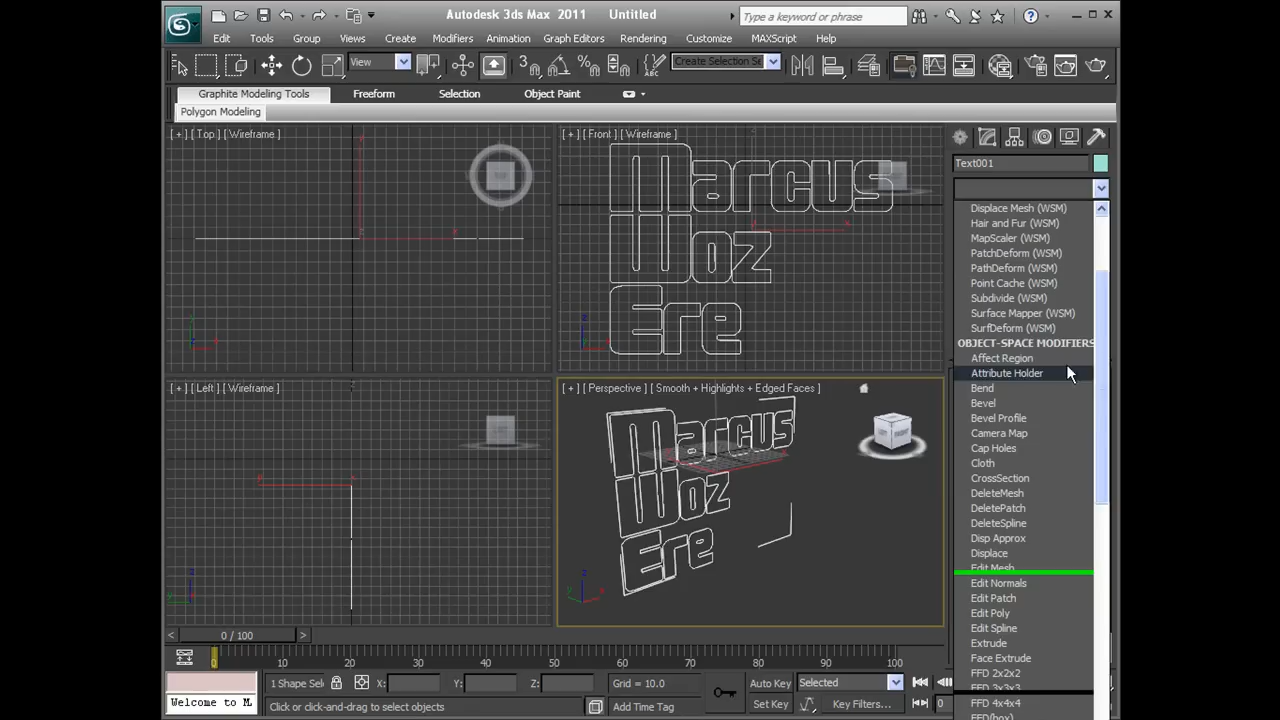 Autodesk 3ds Max 2011 Untitled
Type a keyword or phrase
Edit Tools Group Views Create Modifiers Animation Graph Editors Rendering Customize MAXScript Help
View
3
Create Selection Se
Graphite Modeling Tools Freeform Selection Object Paint
Polygon Modeling
[ + ] [ Top ] [ Wireframe ]
[ + ] [ Front ] [ Wireframe ]
Marcus
Woz
Ere
[ + ] [ Left ] [ Wireframe ]
[ + ] [ Perspective ] [ Smooth + Highlights + Edged Faces ]
Marcus
Woz
Ere
Text001
Displace Mesh (WSM)
Hair and Fur (WSM)
MapScaler (WSM)
PatchDeform (WSM)
PathDeform (WSM)
Point Cache (WSM)
Subdivide (WSM)
Surface Mapper (WSM)
SurfDeform (WSM)
OBJECT-SPACE MODIFIERS
Affect Region
Attribute Holder
Bend
Bevel
Bevel Profile
Camera Map
Cap Holes
Cloth
CrossSection
DeleteMesh
DeletePatch
DeleteSpline
Disp Approx
Displace
Edit Mesh
Edit Normals
Edit Patch
Edit Poly
Edit Spline
Extrude
Face Extrude
FFD 2x2x2
FFD 3x3x3
FFD 4x4x4
FFD(box)
< 0 / 100 >
0 10 20 30 40 50 60 70 80 90 100
1 Shape Sel X: Y: Z: Grid = 10.0 Auto Key Selected
Welcome to M Click or click-and-drag to select objects Add Time Tag Set Key Key Filters... 0